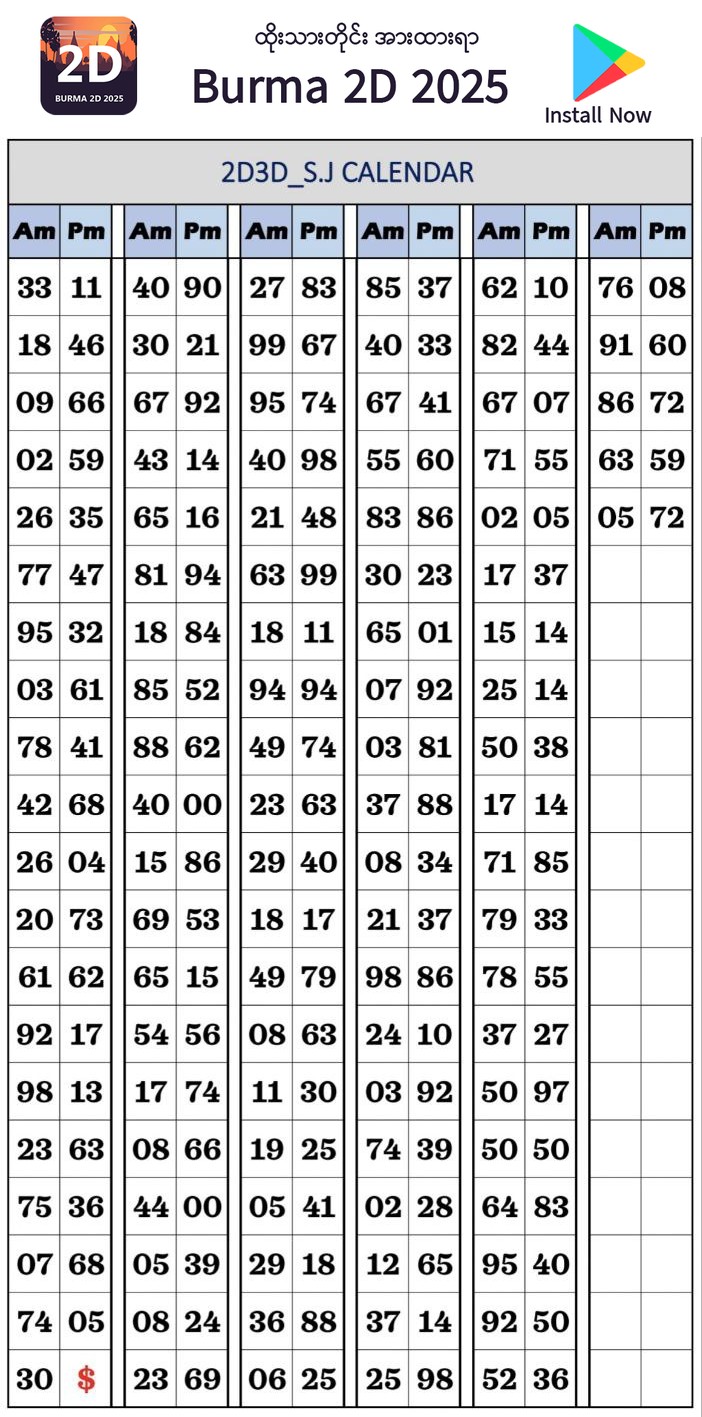 2D
BURMA 2D 2025
ထိုးသားတိုင်း အားထားရာ
Burma 2D 2025
Install Now
2D3D_S.J CALENDAR
Am Pm Am Pm Am Pm Am Pm Am Pm Am Pm
33 11 40 90 27 83 85 37 62 10 76 08
18 46 30 21 99 67 40 33 82 44 91 60
09 66 67 92 95 74 67 41 67 07 86 72
02 59 43 14 40 98 55 60 71 55 63 59
26 35 65 16 21 48 83 86 02 05 05 72
77 47 81 94 63 99 30 23 17 37
95 32 18 84 18 11 65 01 15 14
03 61 85 52 94 94 07 92 25 14
78 41 88 62 49 74 03 81 50 38
42 68 40 00 23 63 37 88 17 14
26 04 15 86 29 40 08 34 71 85
20 73 69 53 18 17 21 37 79 33
61 62 65 15 49 79 98 86 78 55
92 17 54 56 08 63 24 10 37 27
98 13 17 74 11 30 03 92 50 97
23 63 08 66 19 25 74 39 50 50
75 36 44 00 05 41 02 28 64 83
07 68 05 39 29 18 12 65 95 40
74 05 08 24 36 88 37 14 92 50
30 $ 23 69 06 25 25 98 52 36